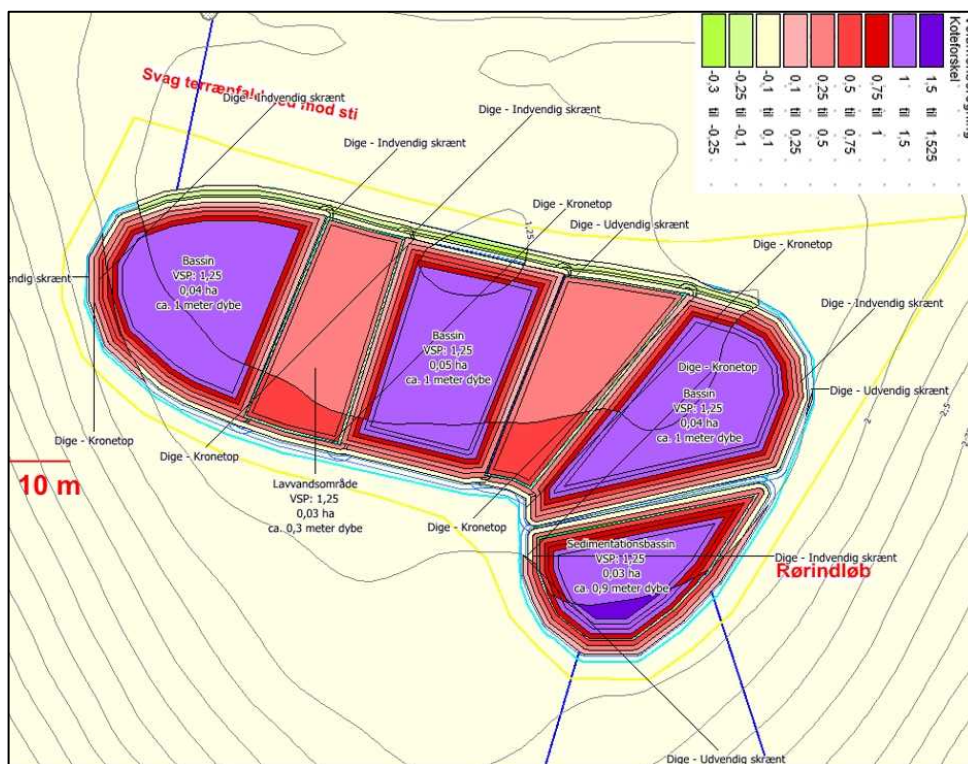 Koteforskel
1,5 til 1,525
1 til 1,5
0,75 til 1
0,5 til 0,75
0,25 til 0,5
0,1 til 0,25
-0,1 til 0,1
-0,25 til -0,1
-0,3 til -0,25
Svag terrænfald
mod sti
Dige - Indvendig skrænt
Dige - Indvendig skrænt
Dige - Indvendig skrænt
Dige - Kronetop
Dige - Udvendig skrænt
Dige - Kronetop
1,25
Bassin
VSP: 1,25
0,04 ha
ca. 1 meter dybe
skrænt
Dige - Indvendig skrænt
Bassin
VSP: 1,25
0,05 ha
ca. 1 meter dybe
Dige - Kronetop
Bassin
VSP: 1,25
0,04 ha
ca. 1 meter dybe
Dige - Udvendig skrænt
2
2,5
Dige - Kronetop
Dige - Kronetop
10 m
Lavvandsområde
VSP: 1,25
0,03 ha
ca. 0,3 meter dybe
Dige - Kronetop
Sedimentationsbassin
VSP: 1,25
0,03 ha
ca. 0,9 meter dybe
Dige - Indvendig skrænt
Rørindløb
Dige - Udvendig skrænt